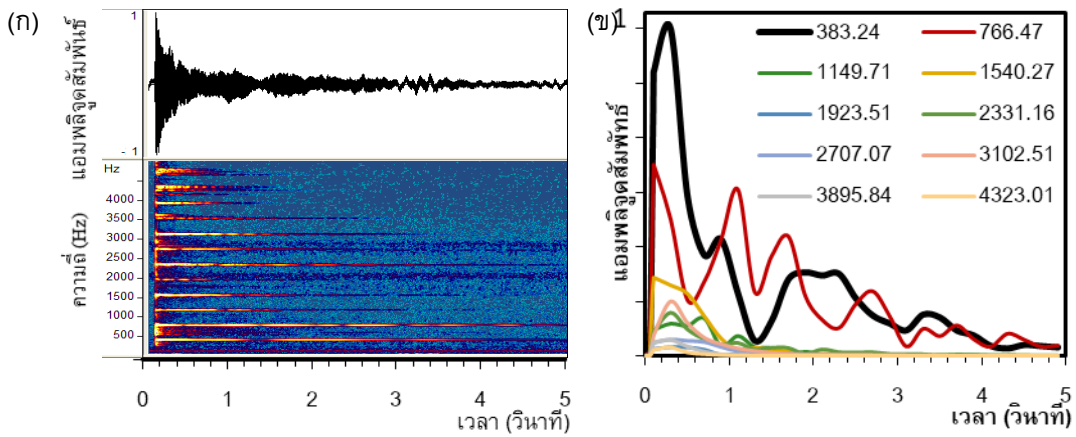 (ก)
แอมพลิจูดสัมพันธ์
1
- 1
ความถี่ (Hz)
Hz
4000
3500
3000
2500
2000
1500
1000
500
0 1 2 3 4 5
เวลา (วินาที)
(ข)
แอมพลิจูดสัมพัทธ์
1
383.24 766.47
1149.71 1540.27
1923.51 2331.16
2707.07 3102.51
3895.84 4323.01
0 1 2 3 4 5
เวลา (วินาที)